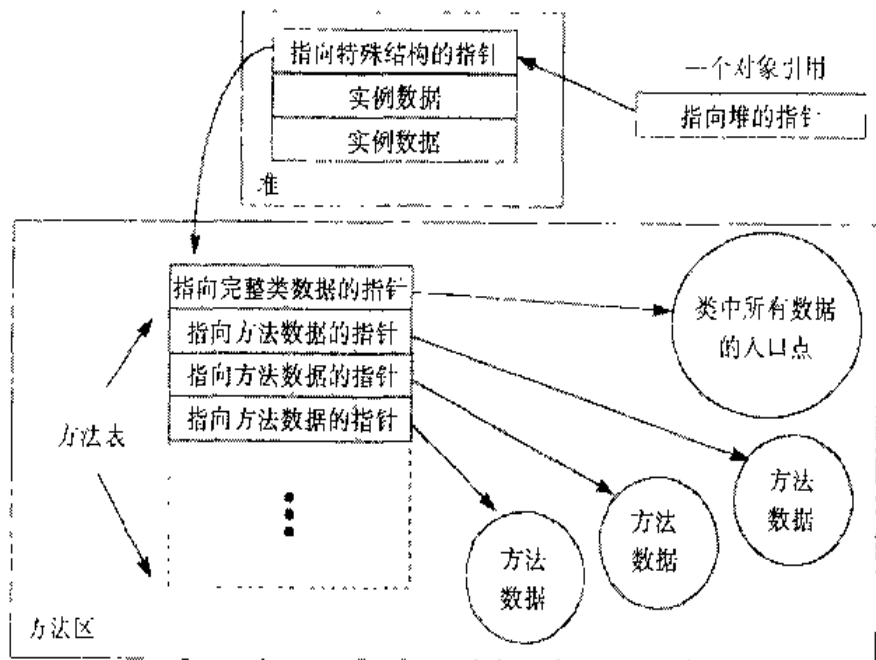 指向特殊结构的指针
实例数据
实例数据
堆
一个对象引用
指向堆的指针
指向完整类数据的指针
指向方法数据的指针
指向方法数据的指针
指向方法数据的指针
方法表
类中所有数据
的入口点
方法
数据
方法
数据
方法
数据
方法区